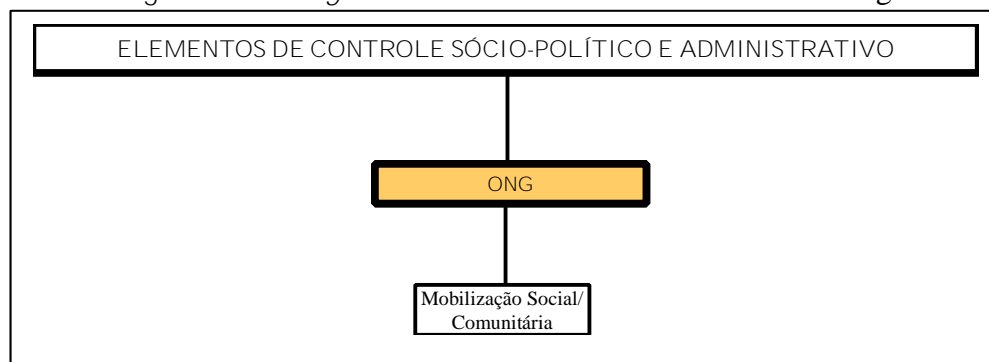 ELEMENTOS DE CONTROLE SÓCIO-POLÍTICO E ADMINISTRATIVO
ONG
Mobilização Social/
Comunitária